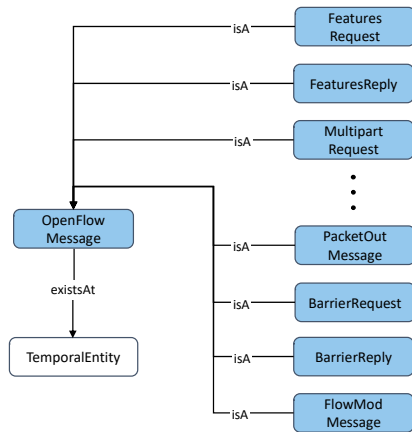 isA
Features
Request
isA
FeaturesReply
isA
Multipart
Request
OpenFlow
Message
isA
PacketOut
Message
existsAt
isA
BarrierRequest
TemporalEntity
isA
BarrierReply
isA
FlowMod
Message